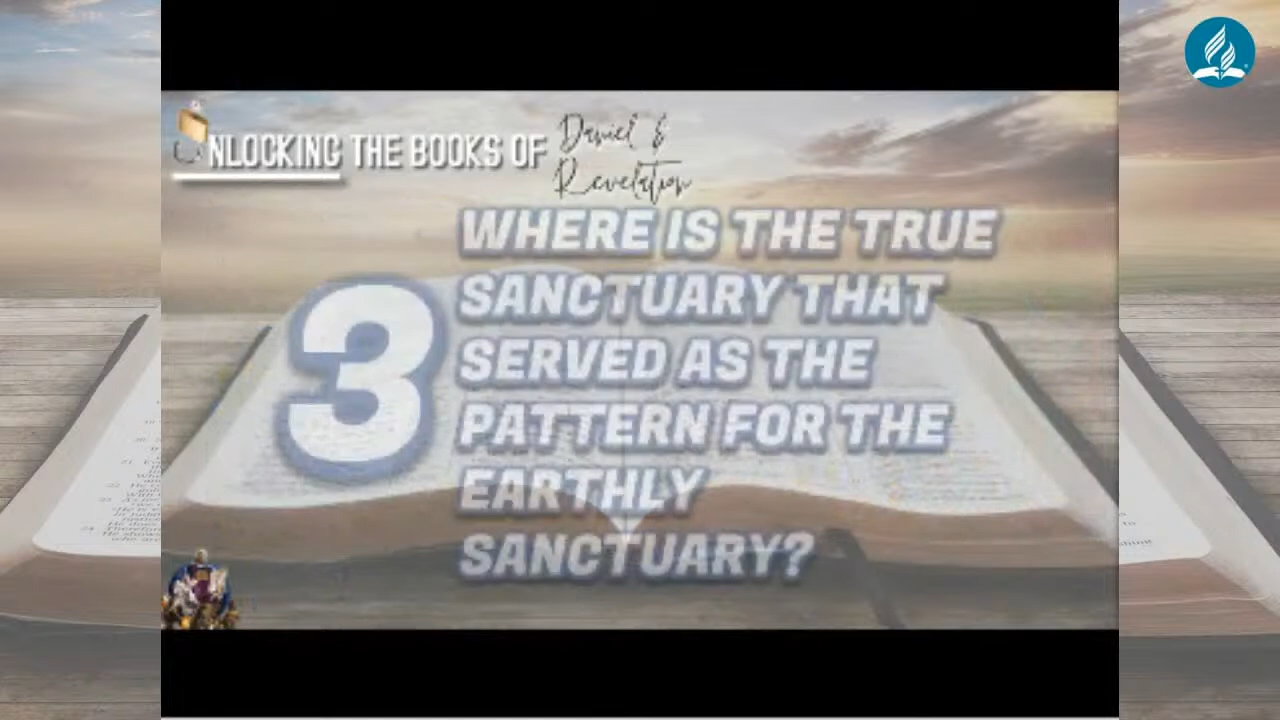 NLOCKING THE BOOKS OF Daniel &
Revelation
3
WHERE IS THE TRUE
SANCTUARY THAT
SERVED AS THE
PATTERN FOR THE
EARTHLY
SANCTUARY?